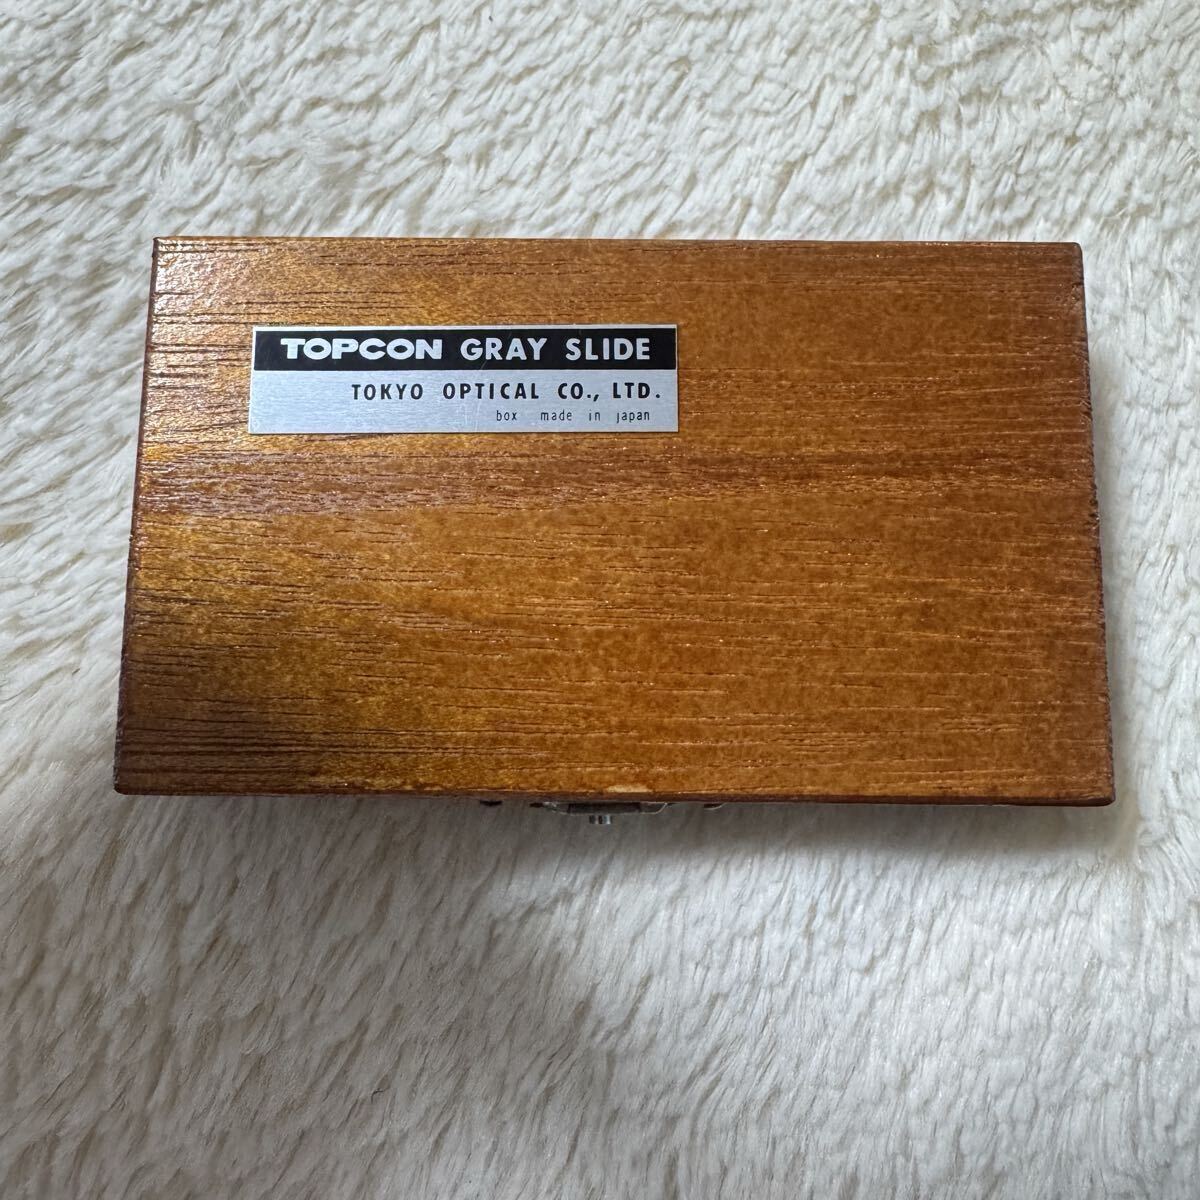 TOPCON GRAY SLIDE
TOKYO OPTICAL CO., LTD.
box made in japan